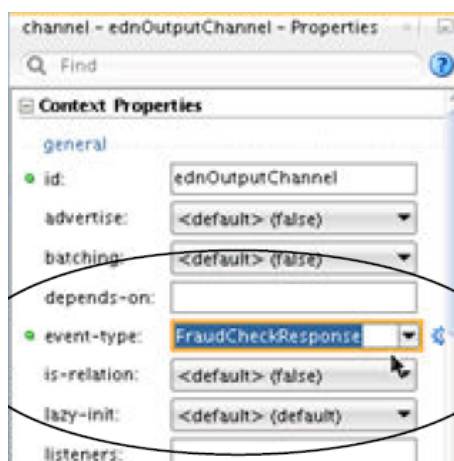 channel - ednOutputChannel - Properties
Find
Context Properties
general
id: ednOutputChannel
advertise: <default> (false)
batching: <default> (false)
depends-on:
event-type: FraudCheckResponse
is-relation: <default> (false)
lazy-init: <default> (default)
listeners: